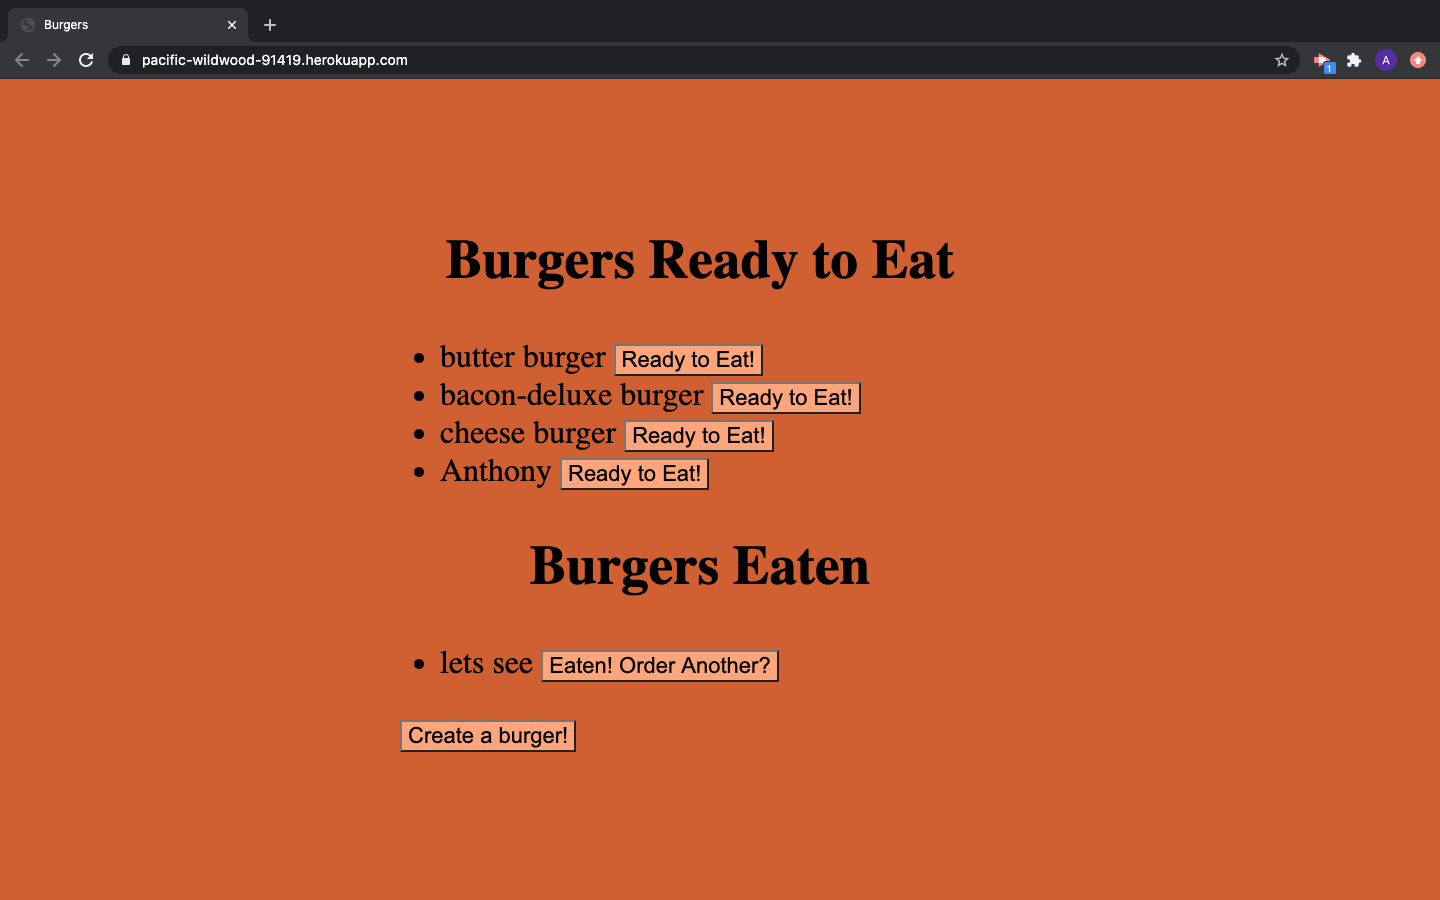 Burgers
pacific-wildwood-91419.herokuapp.com
1
A
Burgers Ready to Eat
butter burger Ready to Eat!
bacon-deluxe burger Ready to Eat!
cheese burger Ready to Eat!
Anthony Ready to Eat!
Burgers Eaten
lets see Eaten! Order Another?
Create a burger!